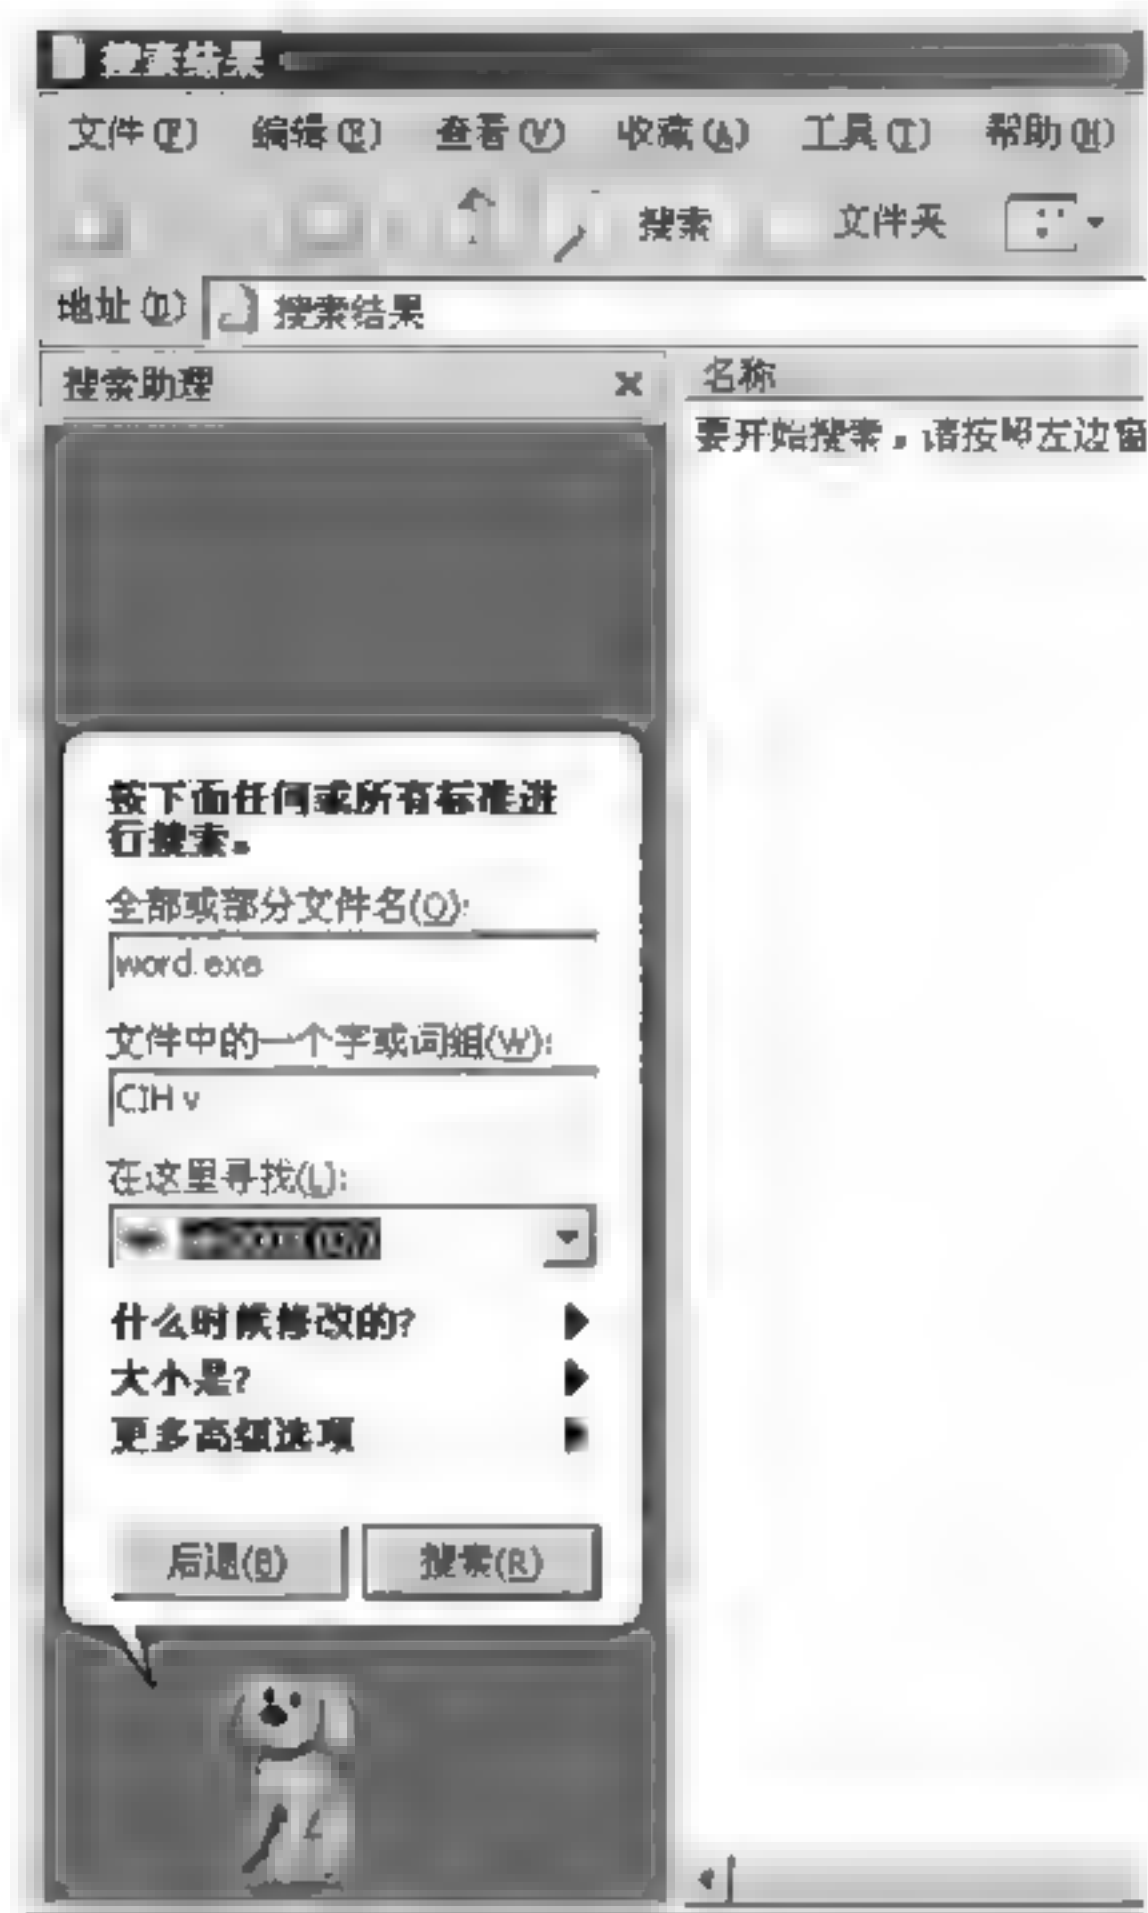 搜索结果
文件(F) 编辑(E) 查看(V) 收藏(A) 工具(T) 帮助(H)
搜索 文件夹
地址(D) 搜索结果
搜索助理
名称
要开始搜索。请按照左边窗
按下面任何或所有标准进
行搜索。
全部或部分文件名(O):
word.exe
文件中的一个字或词组(W):
CIH v
在这里寻找(L):
什么时候修改的?
大小是?
更多高级选项
后退(B) 搜索(R)